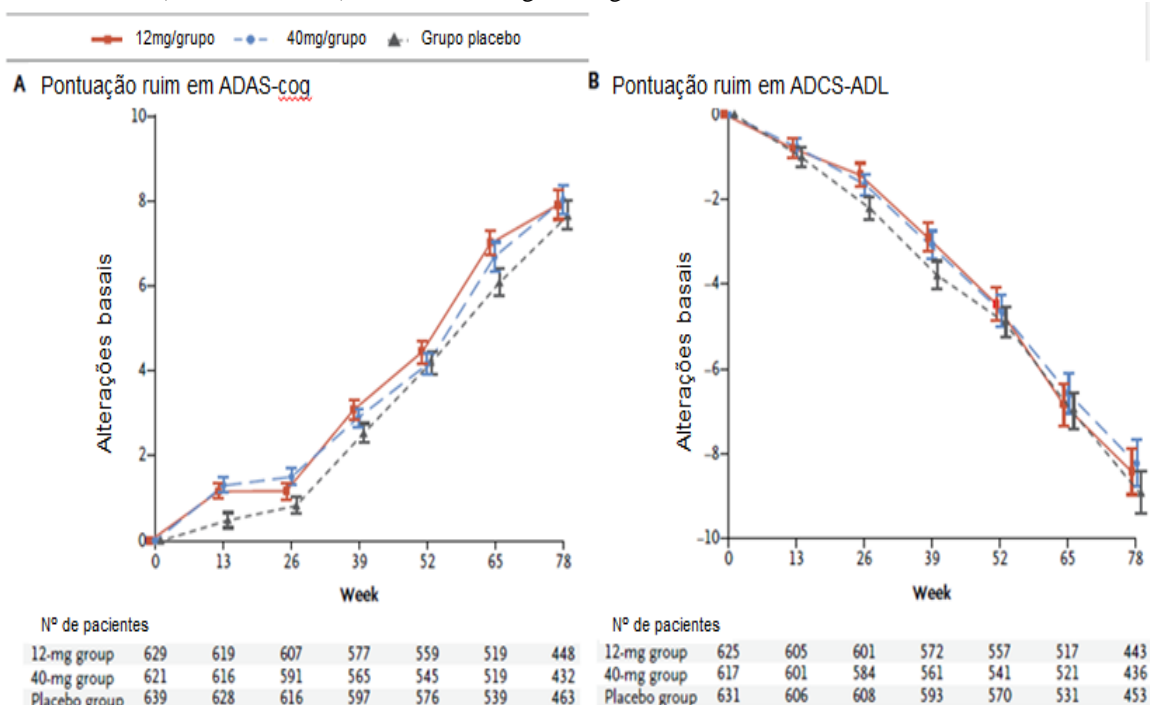 12mg/grupo 40mg/grupo Grupo placebo
A Pontuação ruim em ADAS-cog
10
8
6
4
2
0
Alterações basais
0 13 26 39 52 65 78
Week
Nº de pacientes
12-mg group 629 619 607 577 559 519 448
40-mg group 621 616 591 565 545 519 432
Placebo group 639 628 616 597 576 539 463
B Pontuação ruim em ADCS-ADL
0
-2
-4
-6
-8
-10
Alterações basais
0 13 26 39 52 65 78
Week
Nº de pacientes
12-mg group 625 605 601 572 557 517 443
40-mg group 617 601 584 561 541 521 436
Placebo group 631 606 608 593 570 531 453